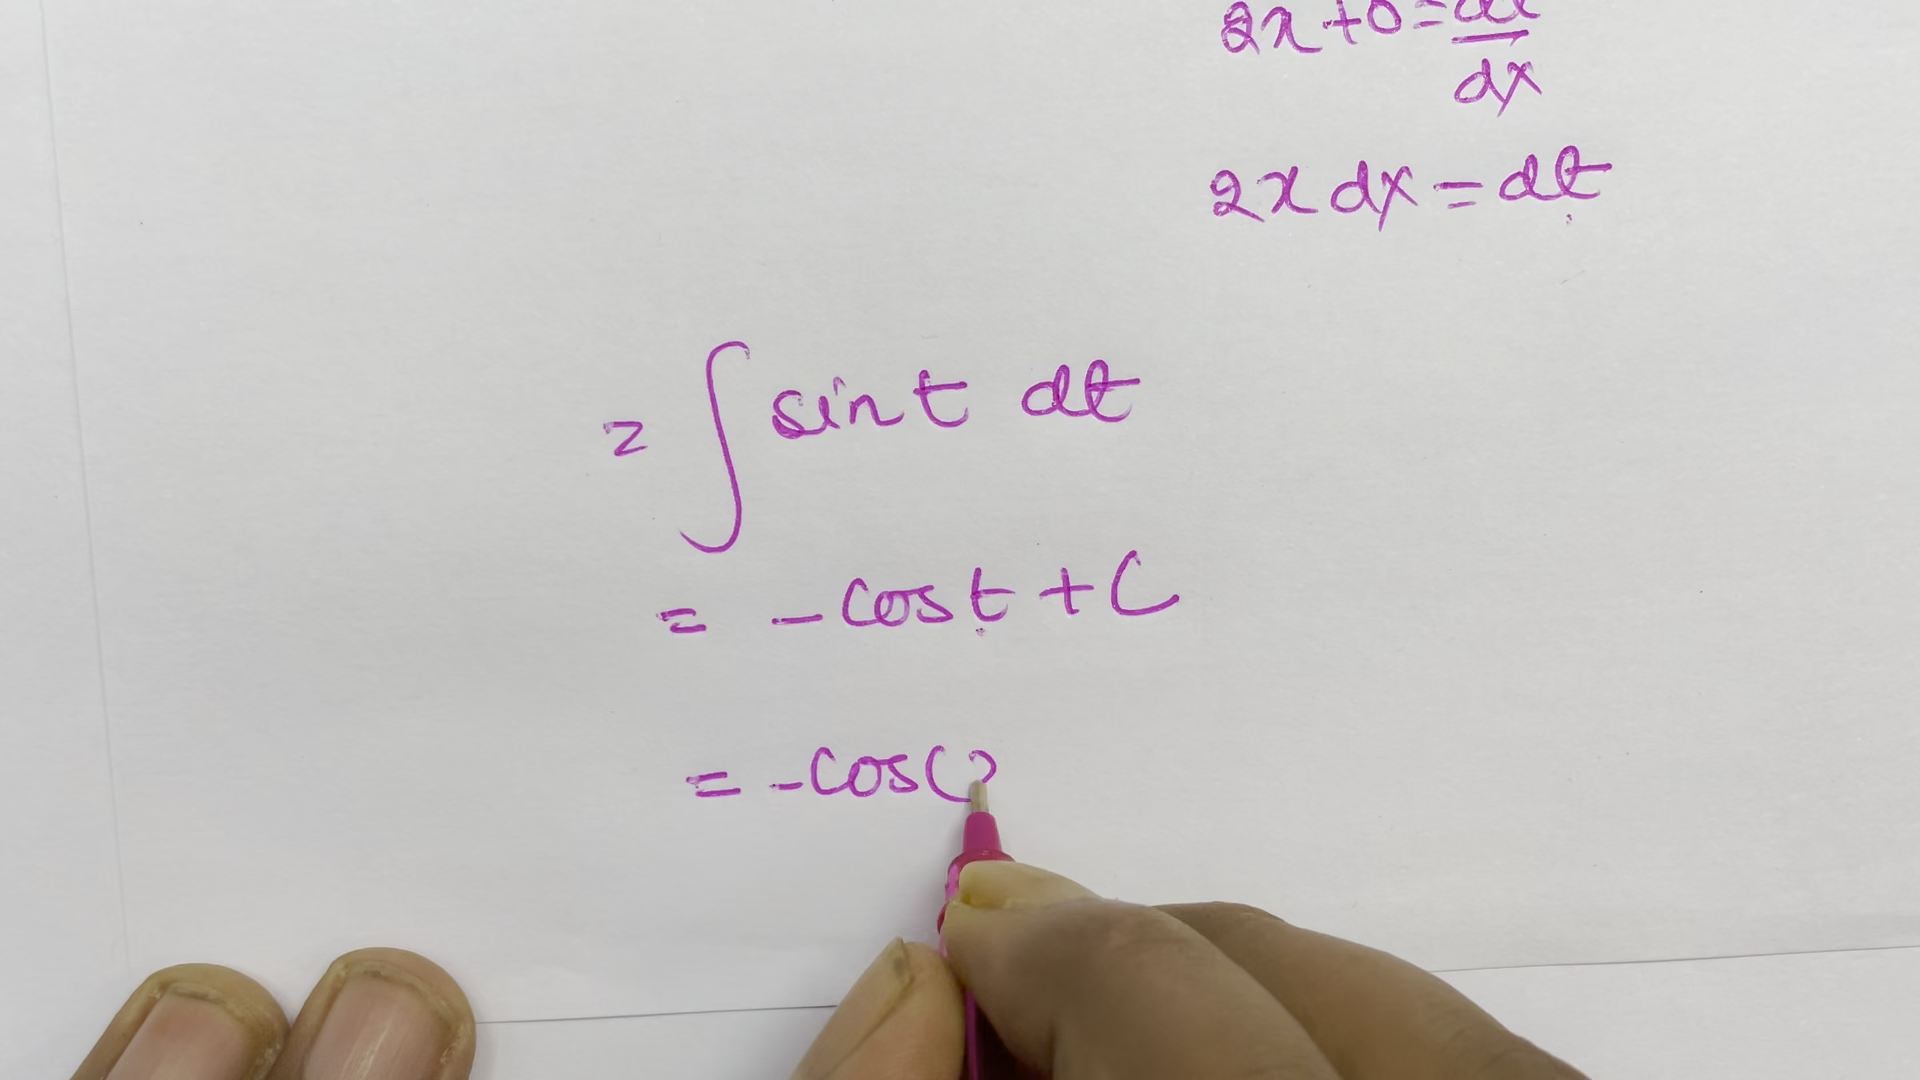 2x+0=dt/dx
2x dx = dt
= ∫ sin t dt
= - cos t + C
= - cos(